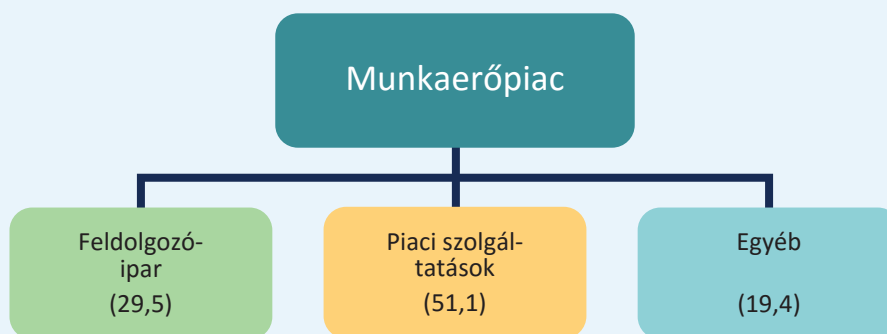 Munkaerőpiac
Feldolgozó-
ipar
(29,5)
Piaci szolgál-
tatások
(51,1)
Egyéb
(19,4)